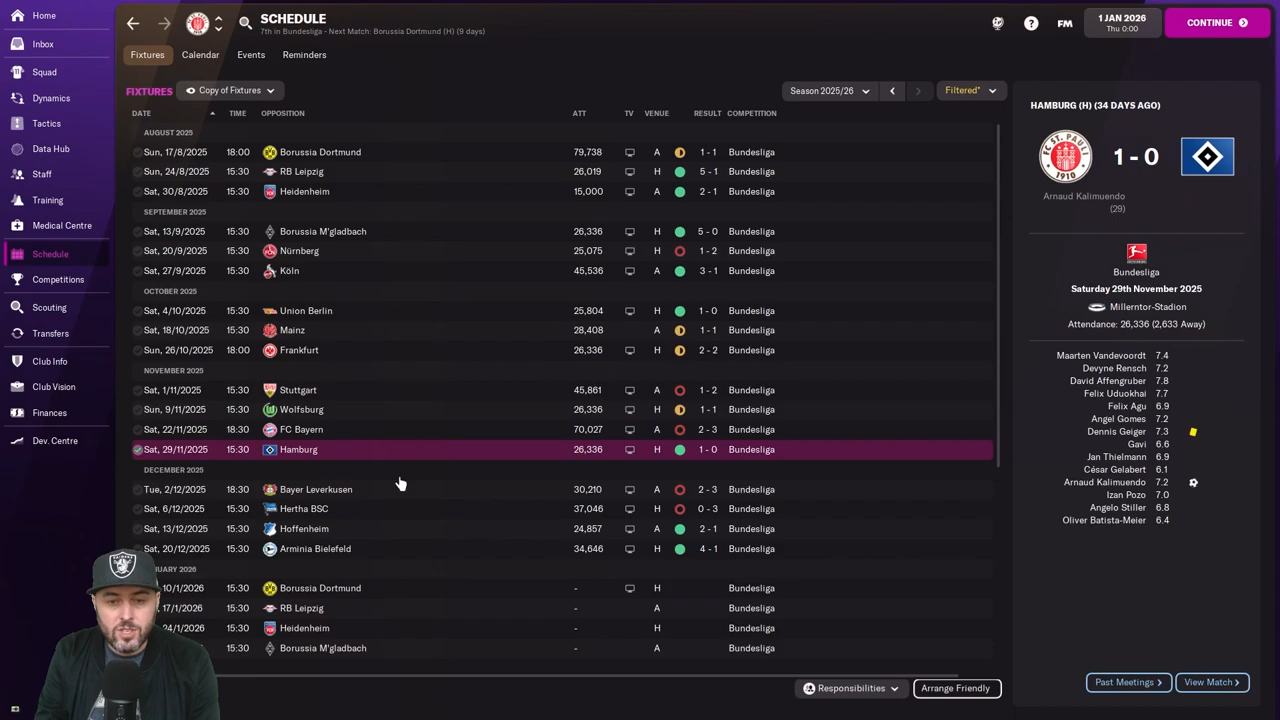 Home
Inbox
Squad
Dynamics
Tactics
Data Hub
Staff
Training
Medical Centre
Schedule
Competitions
Scouting
Transfers
Club Info
Club Vision
Finances
Dev. Centre
SCHEDULE
7th in Bundesliga - Next Match: Borussia Dortmund (H) (9 days)
FM
1 JAN 2026
Thu 0:00
CONTINUE
Fixtures Calendar Events Reminders
FIXTURES Copy of Fixtures Season 2025/26 Filtered*
DATE TIME OPPOSITION ATT TV VENUE RESULT COMPETITION
AUGUST 2025
Sun, 17/8/2025 18:00 Borussia Dortmund 79,738 A 1 - 1 Bundesliga
Sun, 24/8/2025 15:30 RB Leipzig 26,019 H 5 - 1 Bundesliga
Sat, 30/8/2025 15:30 Heidenheim 15,000 A 2 - 1 Bundesliga
SEPTEMBER 2025
Sat, 13/9/2025 15:30 Borussia M'gladbach 26,336 H 5 - 0 Bundesliga
Sat, 20/9/2025 15:30 Nürnberg 25,075 H 1 - 2 Bundesliga
Sat, 27/9/2025 15:30 Köln 45,536 A 3 - 1 Bundesliga
OCTOBER 2025
Sat, 4/10/2025 15:30 Union Berlin 25,804 H 1 - 0 Bundesliga
Sat, 18/10/2025 15:30 Mainz 28,408 A 1 - 1 Bundesliga
Sun, 26/10/2025 18:00 Frankfurt 26,336 H 2 - 2 Bundesliga
NOVEMBER 2025
Sat, 1/11/2025 15:30 Stuttgart 45,861 A 1 - 2 Bundesliga
Sun, 9/11/2025 15:30 Wolfsburg 26,336 H 1 - 1 Bundesliga
Sat, 22/11/2025 18:30 FC Bayern 70,027 A 2 - 3 Bundesliga
Sat, 29/11/2025 15:30 Hamburg 26,336 H 1 - 0 Bundesliga
DECEMBER 2025
Tue, 2/12/2025 18:30 Bayer Leverkusen 30,210 A 2 - 3 Bundesliga
Sat, 6/12/2025 15:30 Hertha BSC 37,046 H 0 - 3 Bundesliga
Sat, 13/12/2025 15:30 Hoffenheim 24,857 A 2 - 1 Bundesliga
Sat, 20/12/2025 15:30 Arminia Bielefeld 34,646 H 4 - 1 Bundesliga
NUARY 2026
10/1/2026 15:30 Borussia Dortmund - H Bundesliga
17/1/2026 15:30 RB Leipzig - A Bundesliga
24/1/2026 15:30 Heidenheim - H Bundesliga
15:30 Borussia M'gladbach - A Bundesliga
Responsibilities Arrange Friendly
HAMBURG (H) (34 DAYS AGO)
FC ST. PAULI
1910
1 - 0
Arnaud Kalimuendo
(29)
Bundesliga
Saturday 29th November 2025
Millerntor-Stadion
Attendance: 26,336 (2,633 Away)
Maarten Vandevoordt 7.4
Devyne Rensch 7.2
David Affengruber 7.8
Felix Uduokhai 7.7
Felix Agu 6.9
Angel Gomes 7.2
Dennis Geiger 7.3
Gavi 6.6
Jan Thielmann 6.9
César Gelabert 6.1
Arnaud Kalimuendo 7.2
Izan Pozo 7.0
Angelo Stiller 6.8
Oliver Batista-Meier 6.4
Past Meetings View Match
RAIDERS